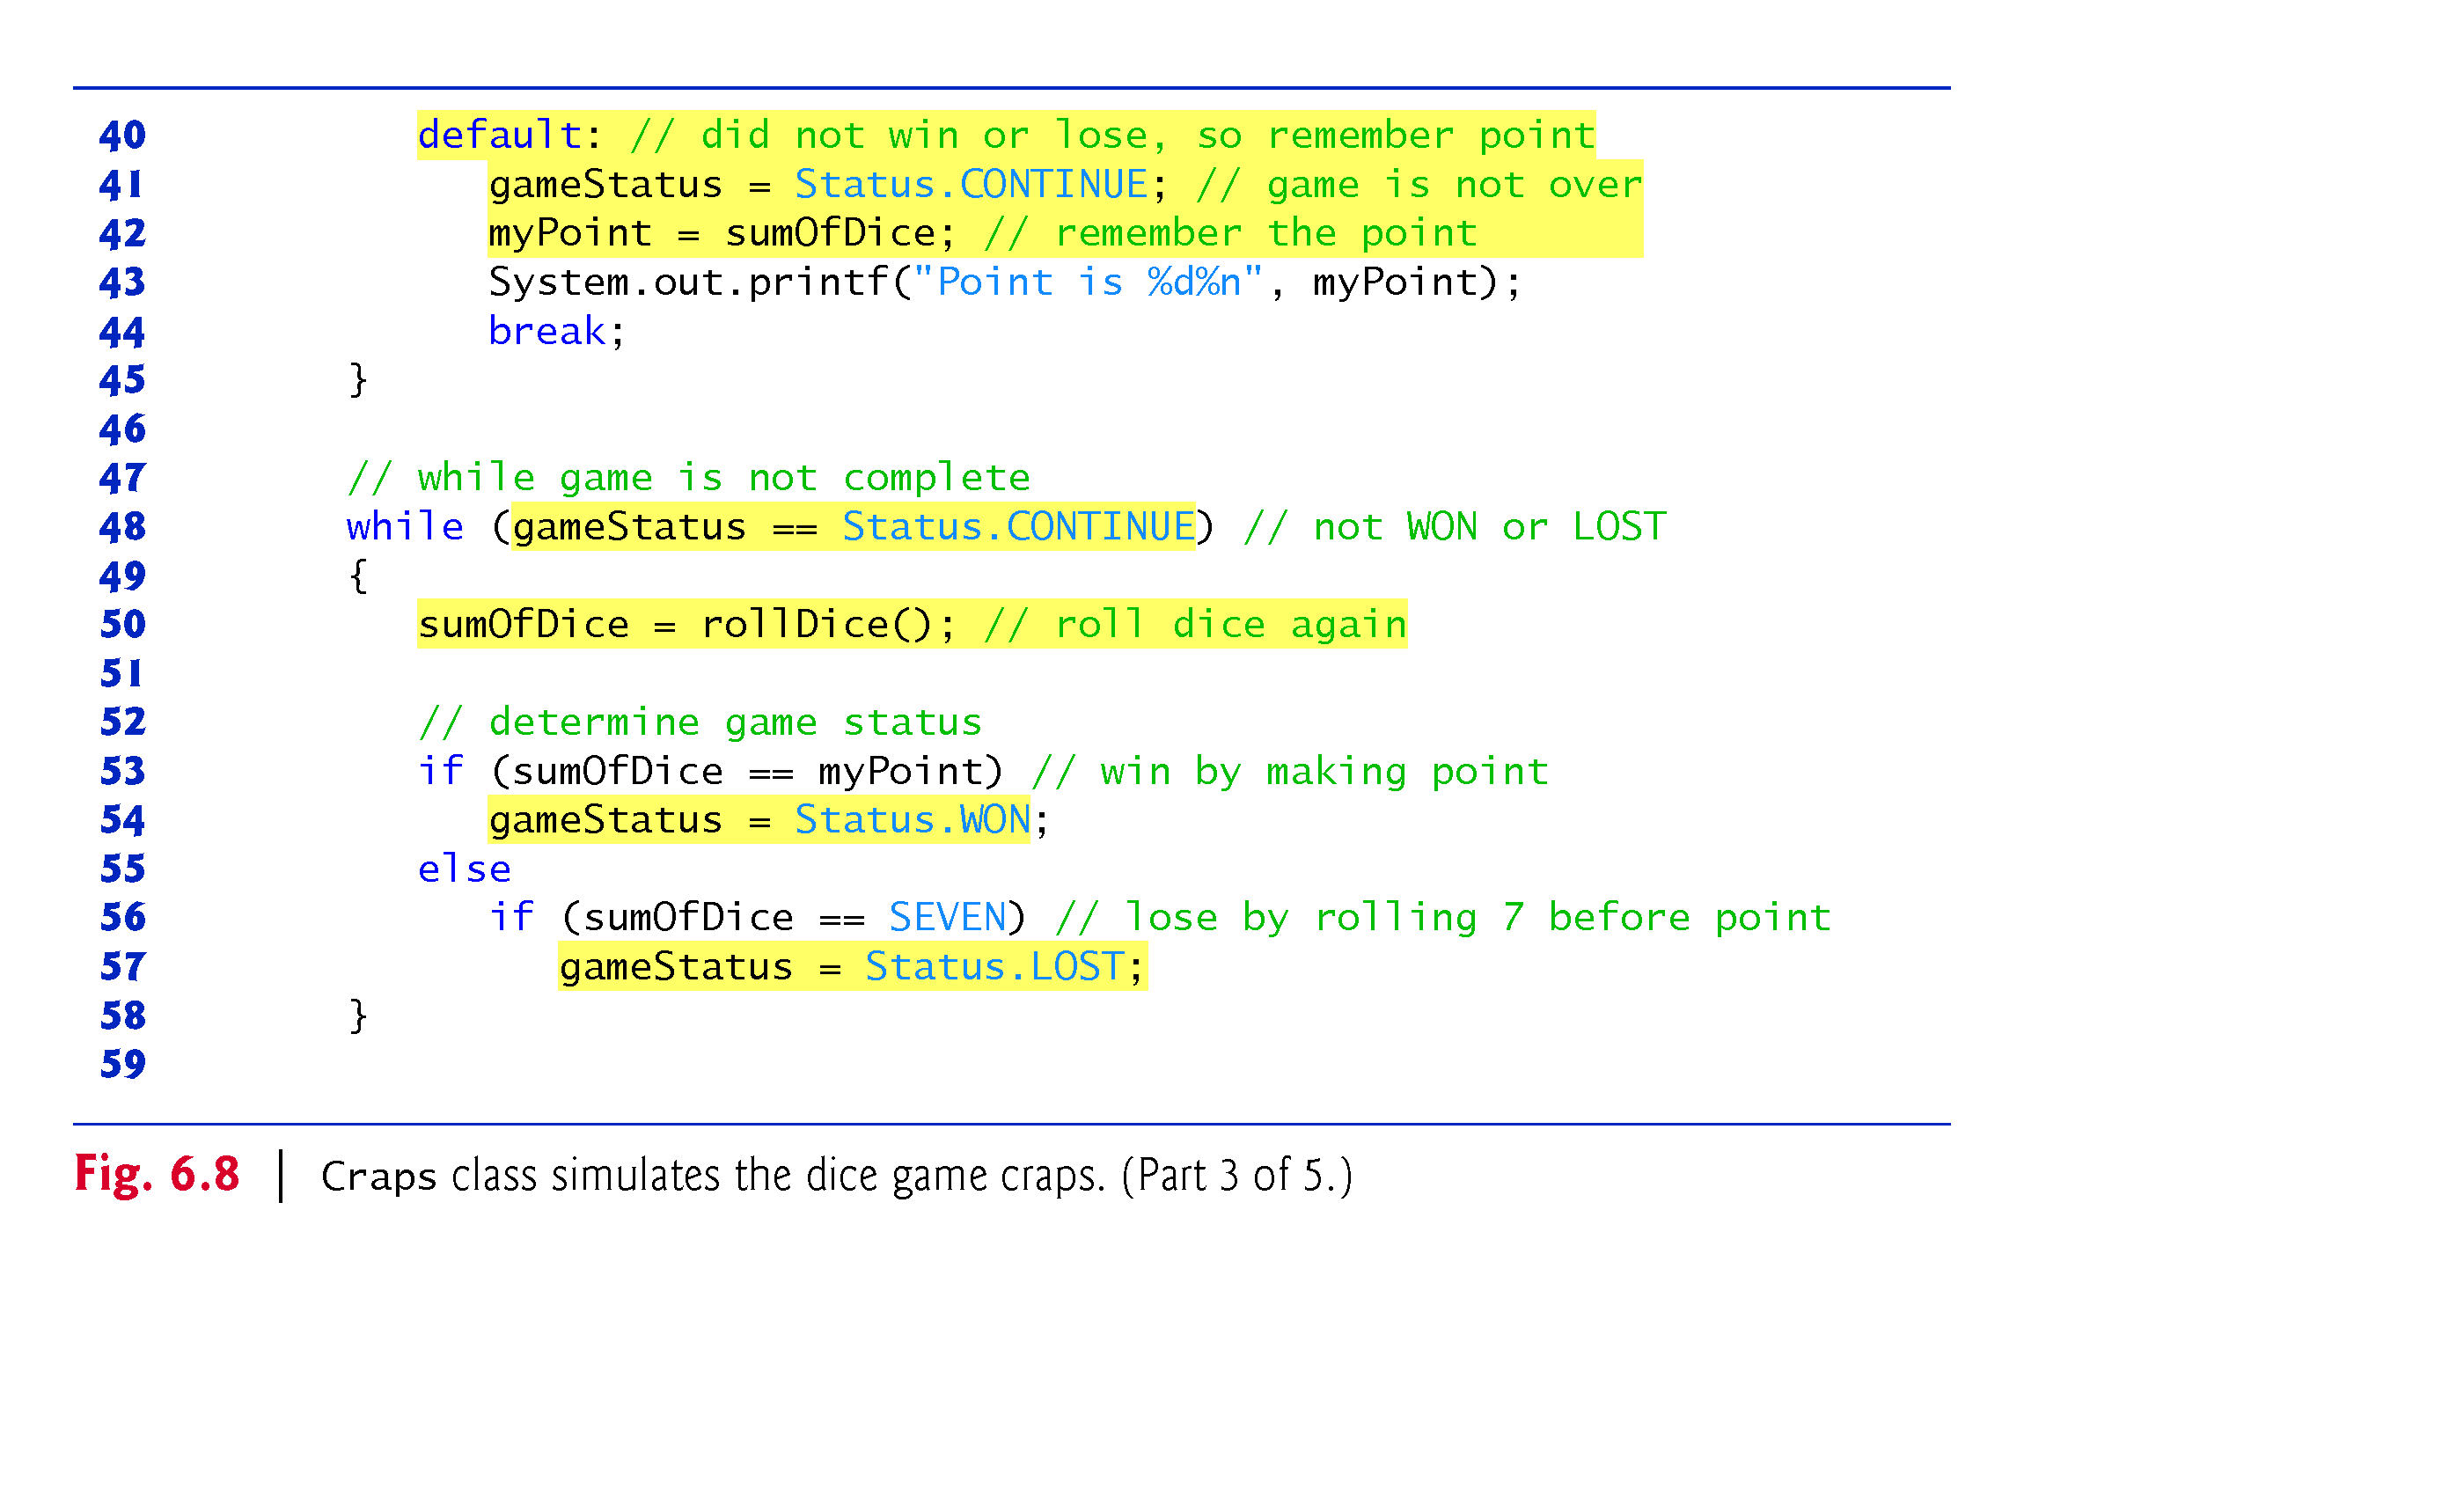 40 default: // did not win or lose, so remember point
41 gameStatus = Status.CONTINUE; // game is not over
42 myPoint = sumOfDice; // remember the point
43 System.out.printf("Point is %d%n", myPoint);
44 break;
45 }
46
47 // while game is not complete
48 while (gameStatus == Status.CONTINUE) // not WON or LOST
49 {
50 sumOfDice = rollDice(); // roll dice again
51
52 // determine game status
53 if (sumOfDice == myPoint) // win by making point
54 gameStatus = Status.WON;
55 else
56 if (sumOfDice == SEVEN) // lose by rolling 7 before point
57 gameStatus = Status.LOST;
58 }
59
Fig. 6.8 | Craps class simulates the dice game craps. (Part 3 of 5.)